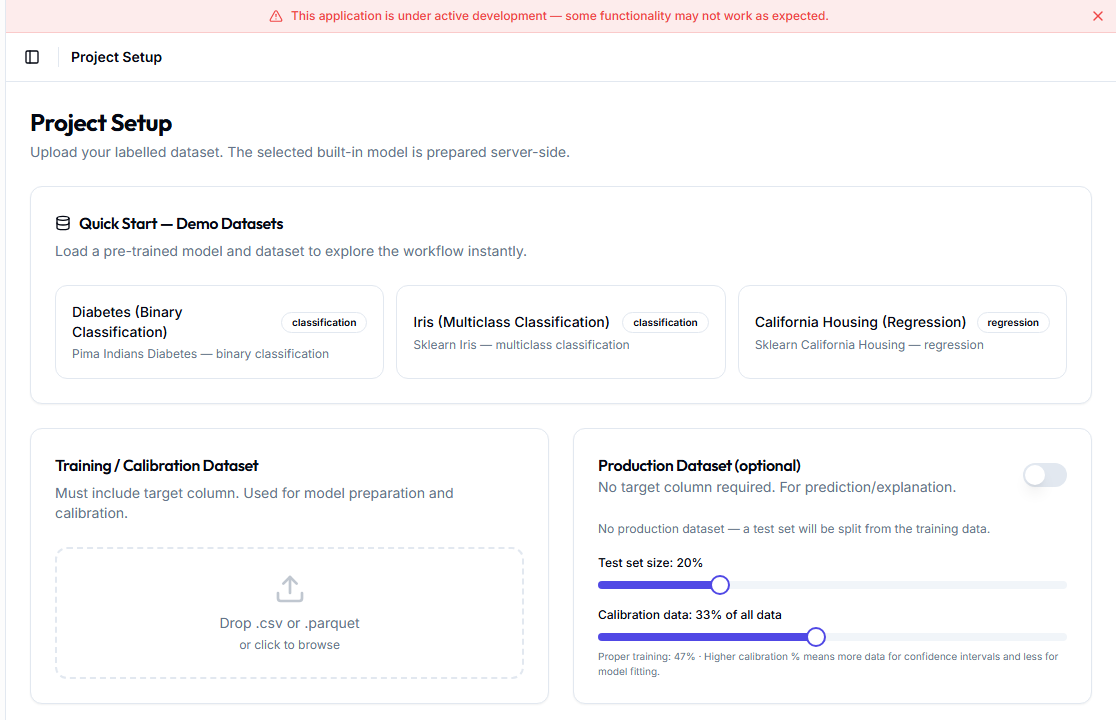 This application is under active development — some functionality may not work as expected.
Project Setup
Project Setup
Upload your labelled dataset. The selected built-in model is prepared server-side.
Quick Start — Demo Datasets
Load a pre-trained model and dataset to explore the workflow instantly.
Diabetes (Binary
Classification)
classification
Pima Indians Diabetes — binary classification
Iris (Multiclass Classification)
classification
Sklearn Iris — multiclass classification
California Housing (Regression)
regression
Sklearn California Housing — regression
Training / Calibration Dataset
Must include target column. Used for model preparation and
calibration.
Drop .csv or .parquet
or click to browse
Production Dataset (optional)
No target column required. For prediction/explanation.
No production dataset — a test set will be split from the training data.
Test set size: 20%
Calibration data: 33% of all data
Proper training: 47% · Higher calibration % means more data for confidence intervals and less for
model fitting.